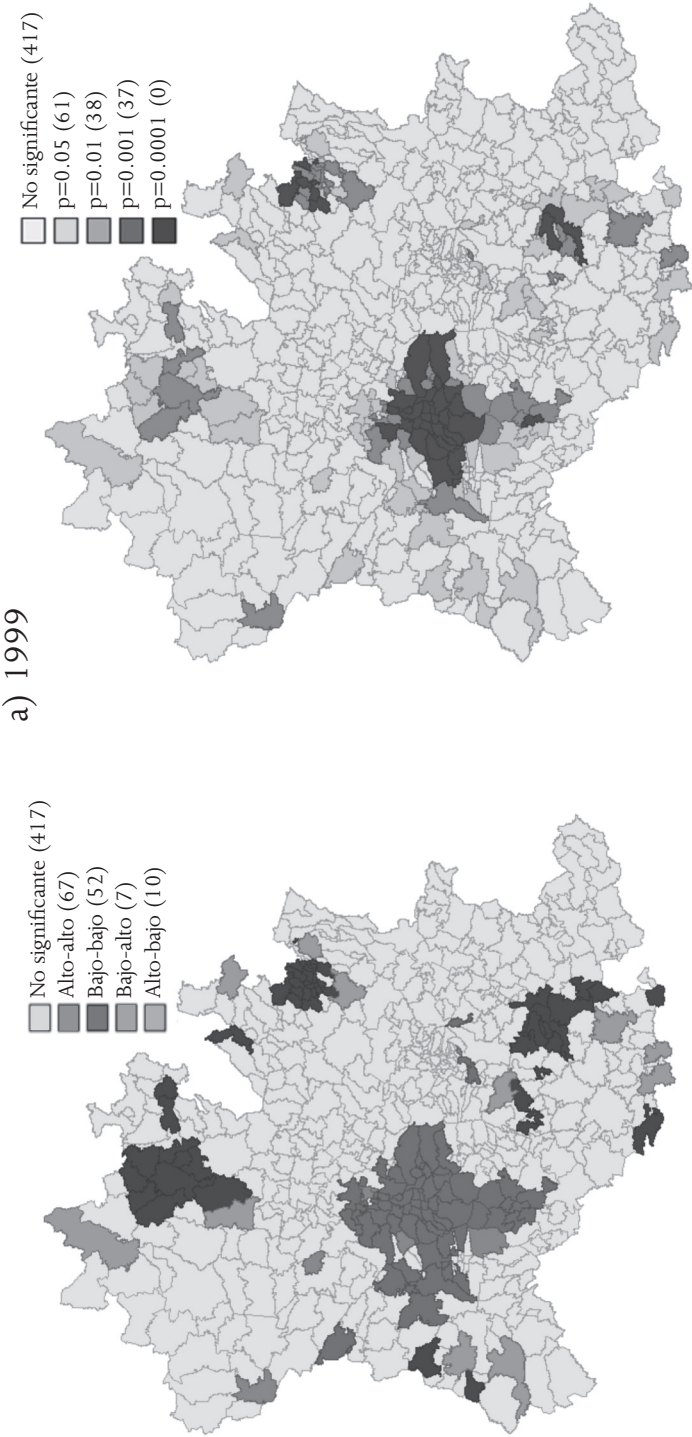 a) 1999
No significante (417)
Alto-alto (67)
Bajo-bajo (52)
Bajo-alto (7)
Alto-bajo (10)
No significante (417)
p=0.05 (61)
p=0.01 (38)
p=0.001 (37)
p=0.0001 (0)